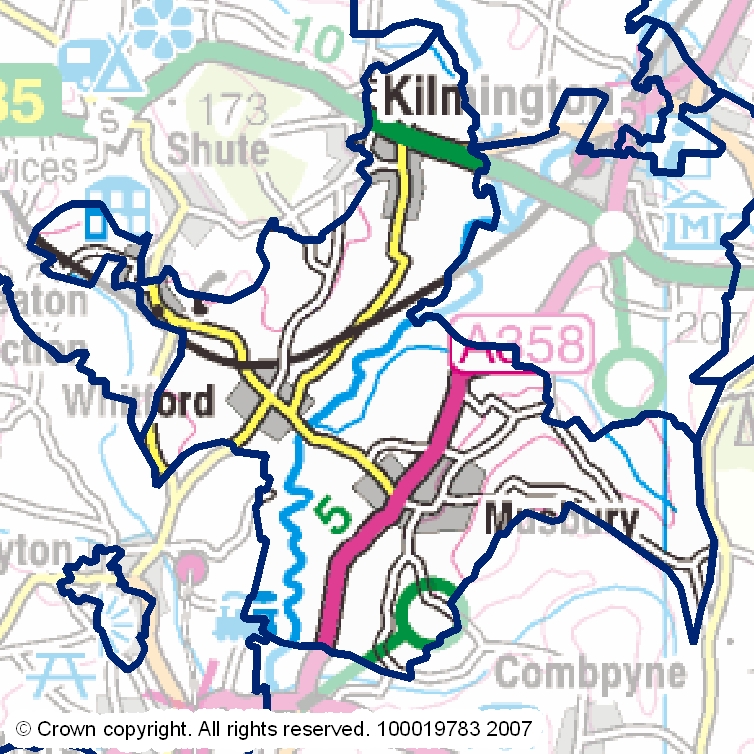 10
35
Kilmington
173
S
Shute
vices
eaton
ction
207
A358
Whitford
5
Musbury
yton
Combpyne
© Crown copyright. All rights reserved. 100019783 2007